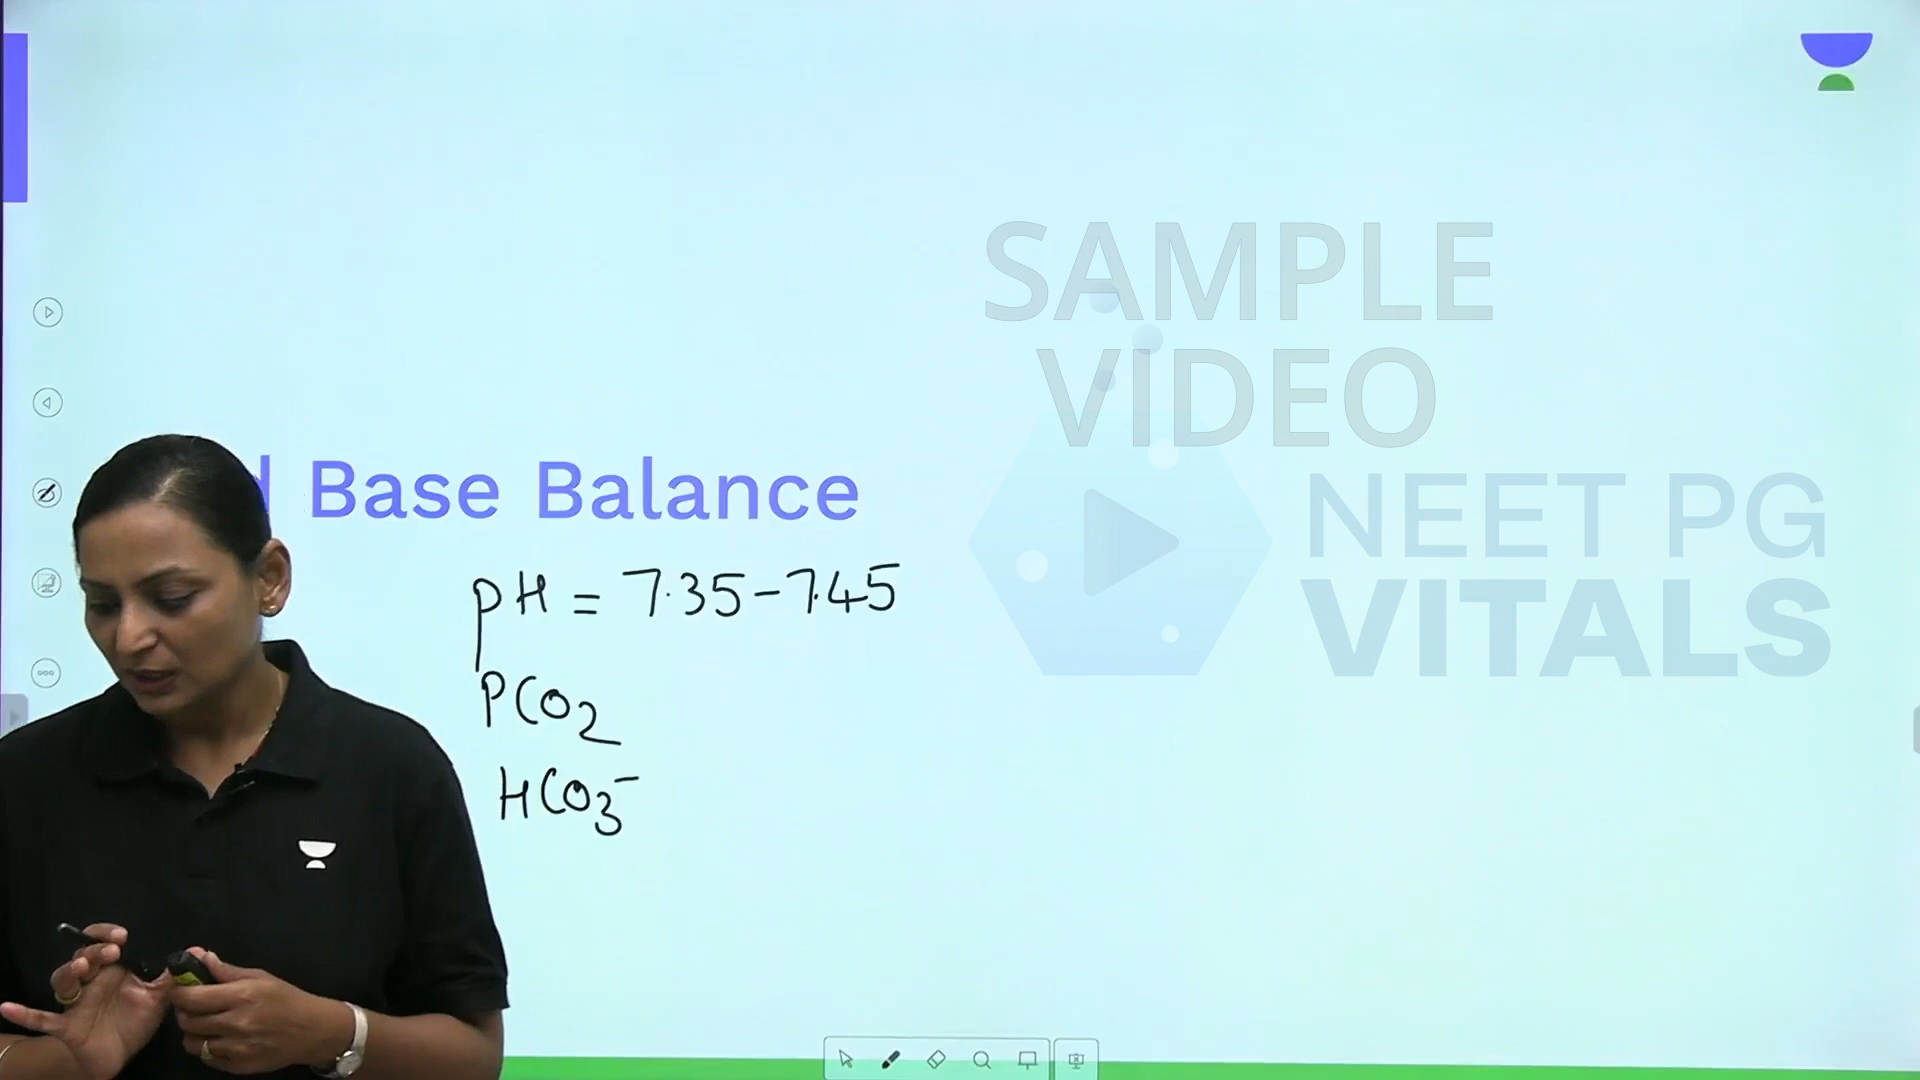 SAMPLE
VIDEO
NEET PG
VITALS
d Base Balance
pH = 7.35-7.45
PCO2
HCO3-